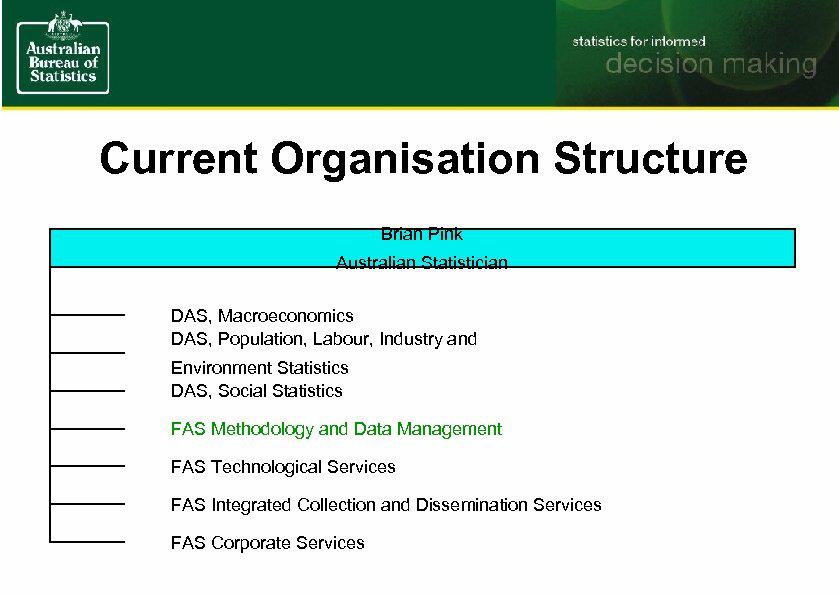 Australian
Bureau of
Statistics
statistics for informed
decision making
Current Organisation Structure
Brian Pink
Australian Statistician
DAS, Macroeconomics
DAS, Population, Labour, Industry and
Environment Statistics
DAS, Social Statistics
FAS Methodology and Data Management
FAS Technological Services
FAS Integrated Collection and Dissemination Services
FAS Corporate Services